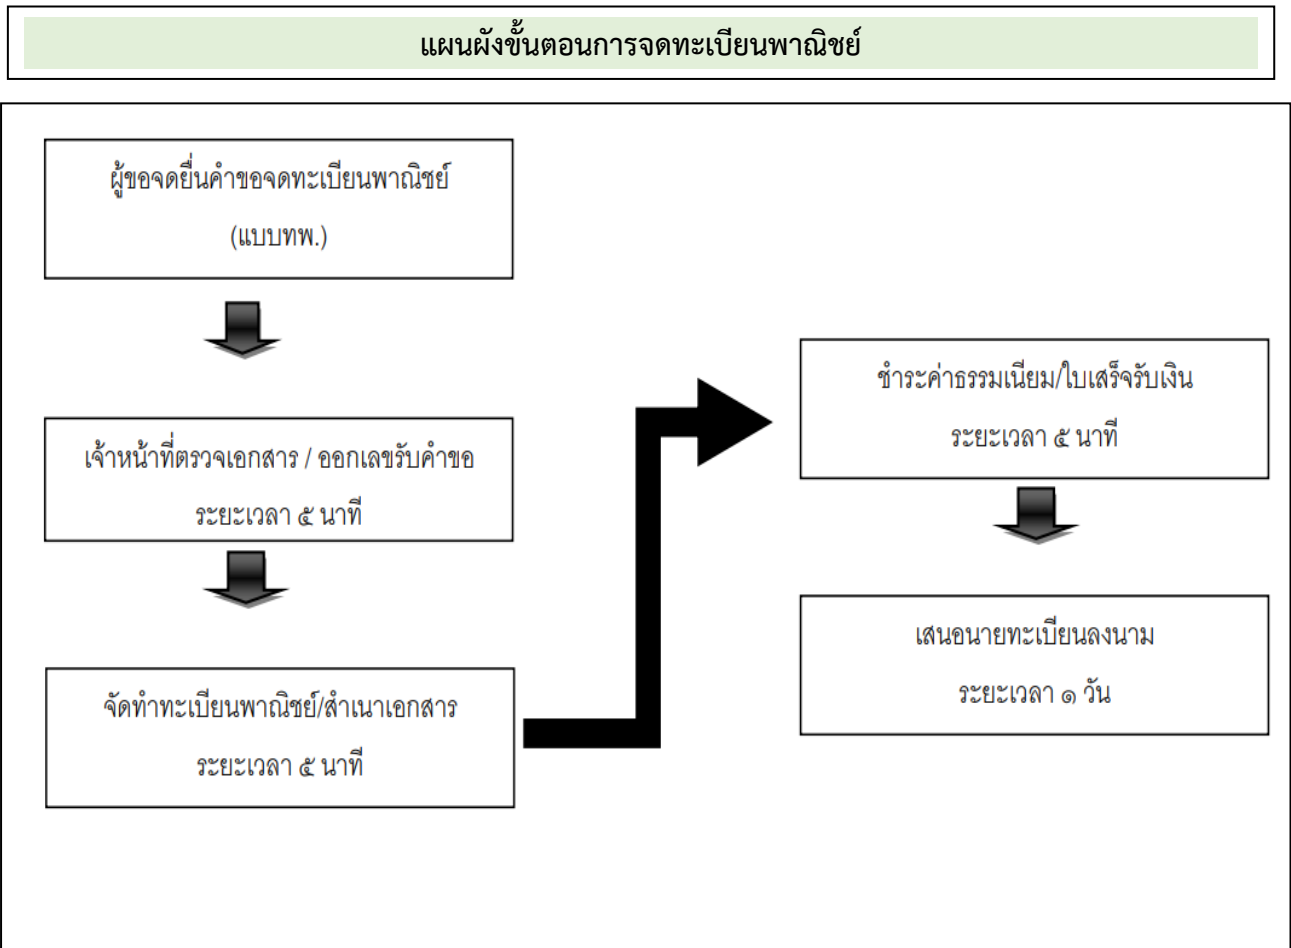 แผนผังขั้นตอนการจดทะเบียนพาณิชย์
ผู้ขอจดยื่นคำขอจดทะเบียนพาณิชย์
(แบบทพ.)
เจ้าหน้าที่ตรวจเอกสาร / ออกเลขรับคำขอ
ระยะเวลา ๕ นาที
จัดทำทะเบียนพาณิชย์/สำเนาเอกสาร
ระยะเวลา ๕ นาที
ชำระค่าธรรมเนียม/ใบเสร็จรับเงิน
ระยะเวลา ๕ นาที
เสนอนายทะเบียนลงนาม
ระยะเวลา ๑ วัน